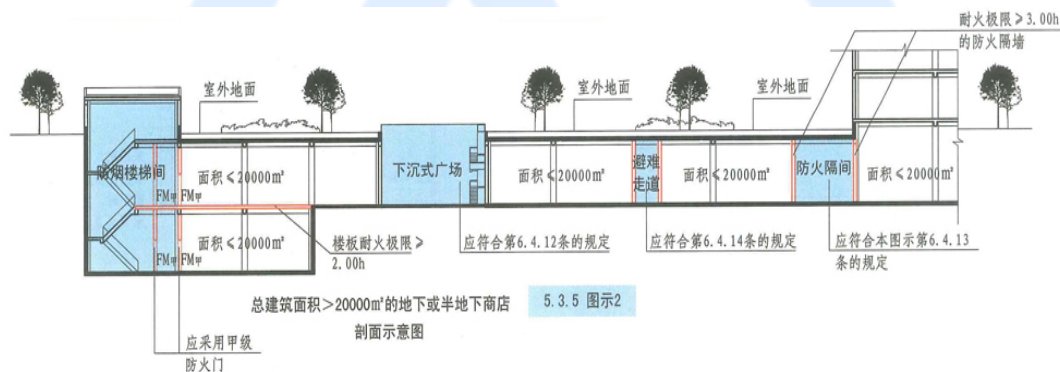 耐火极限≥3.00h
的防火隔墙
室外地面
室外地面
室外地面
防烟楼梯间
面积≤20000m²
下沉式广场
面积≤20000m²
避难
走道
面积≤20000m²
防火隔间
面积≤20000m²
FM甲 FM甲
面积≤20000m²
FM甲 FM甲
楼板耐火极限≥
2.00h
应符合第6.4.12条的规定
应符合第6.4.14条的规定
应符合本图示第6.4.13
条的规定
总建筑面积>20000m²的地下或半地下商店
剖面示意图
5.3.5 图示2
应采用甲级
防火门